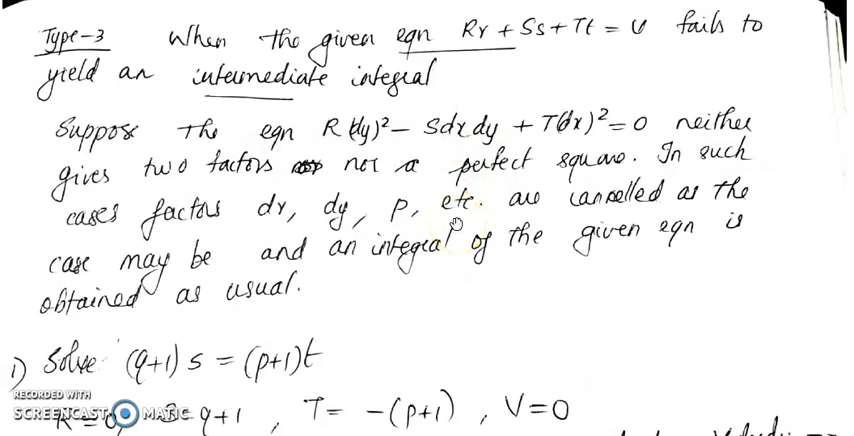 Type-3 When the given eqn Rr + Ss + Tt = V fails to
yield an intermediate integral
Suppose the eqn R(dy)² - Sdxdy + T(dx)² = 0 neither
gives two factors nor a perfect square. In such
cases factors dx, dy, p, etc. are cancelled as the
case may be and an integral of the given eqn is
obtained as usual.
1) Solve (q+1) s = (p+1)t
RECORDED WITH
SCREENCAST MATIC
R=0, S= q+1, T= -(p+1), V=0